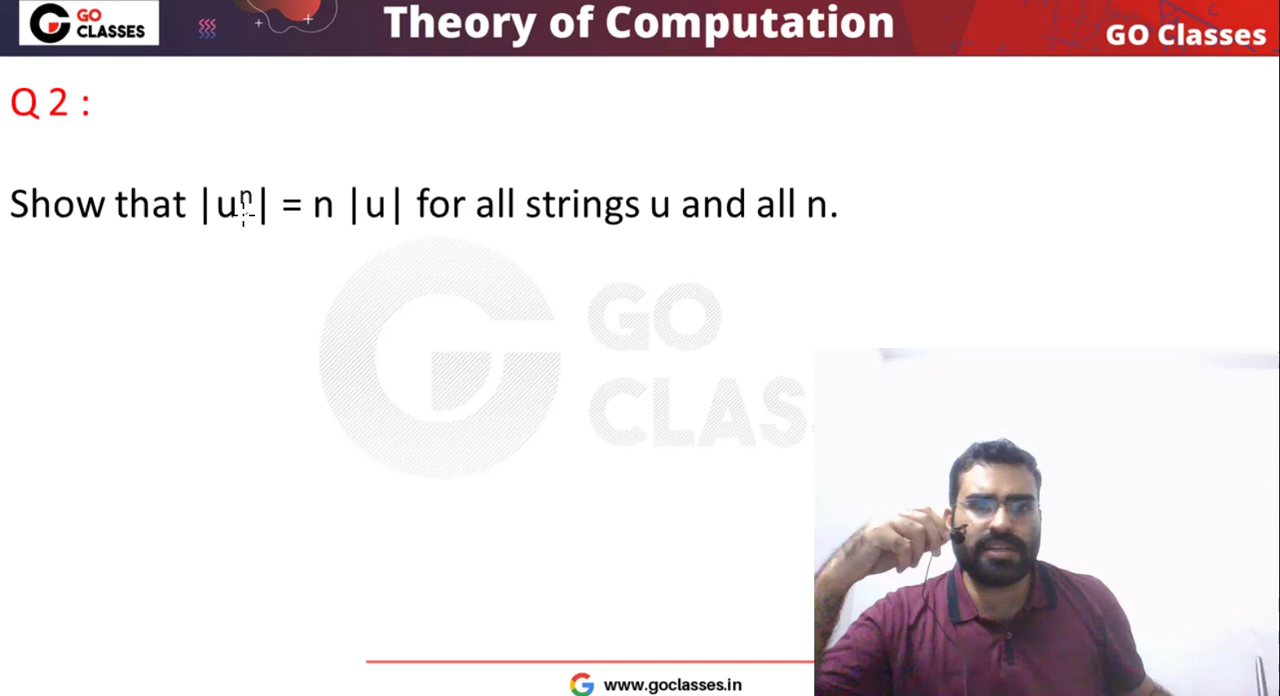 GO
CLASSES
Theory of Computation
GO Classes
Q 2 :
Show that |uⁿ| = n |u| for all strings u and all n.
GO
CLAS
www.goclasses.in